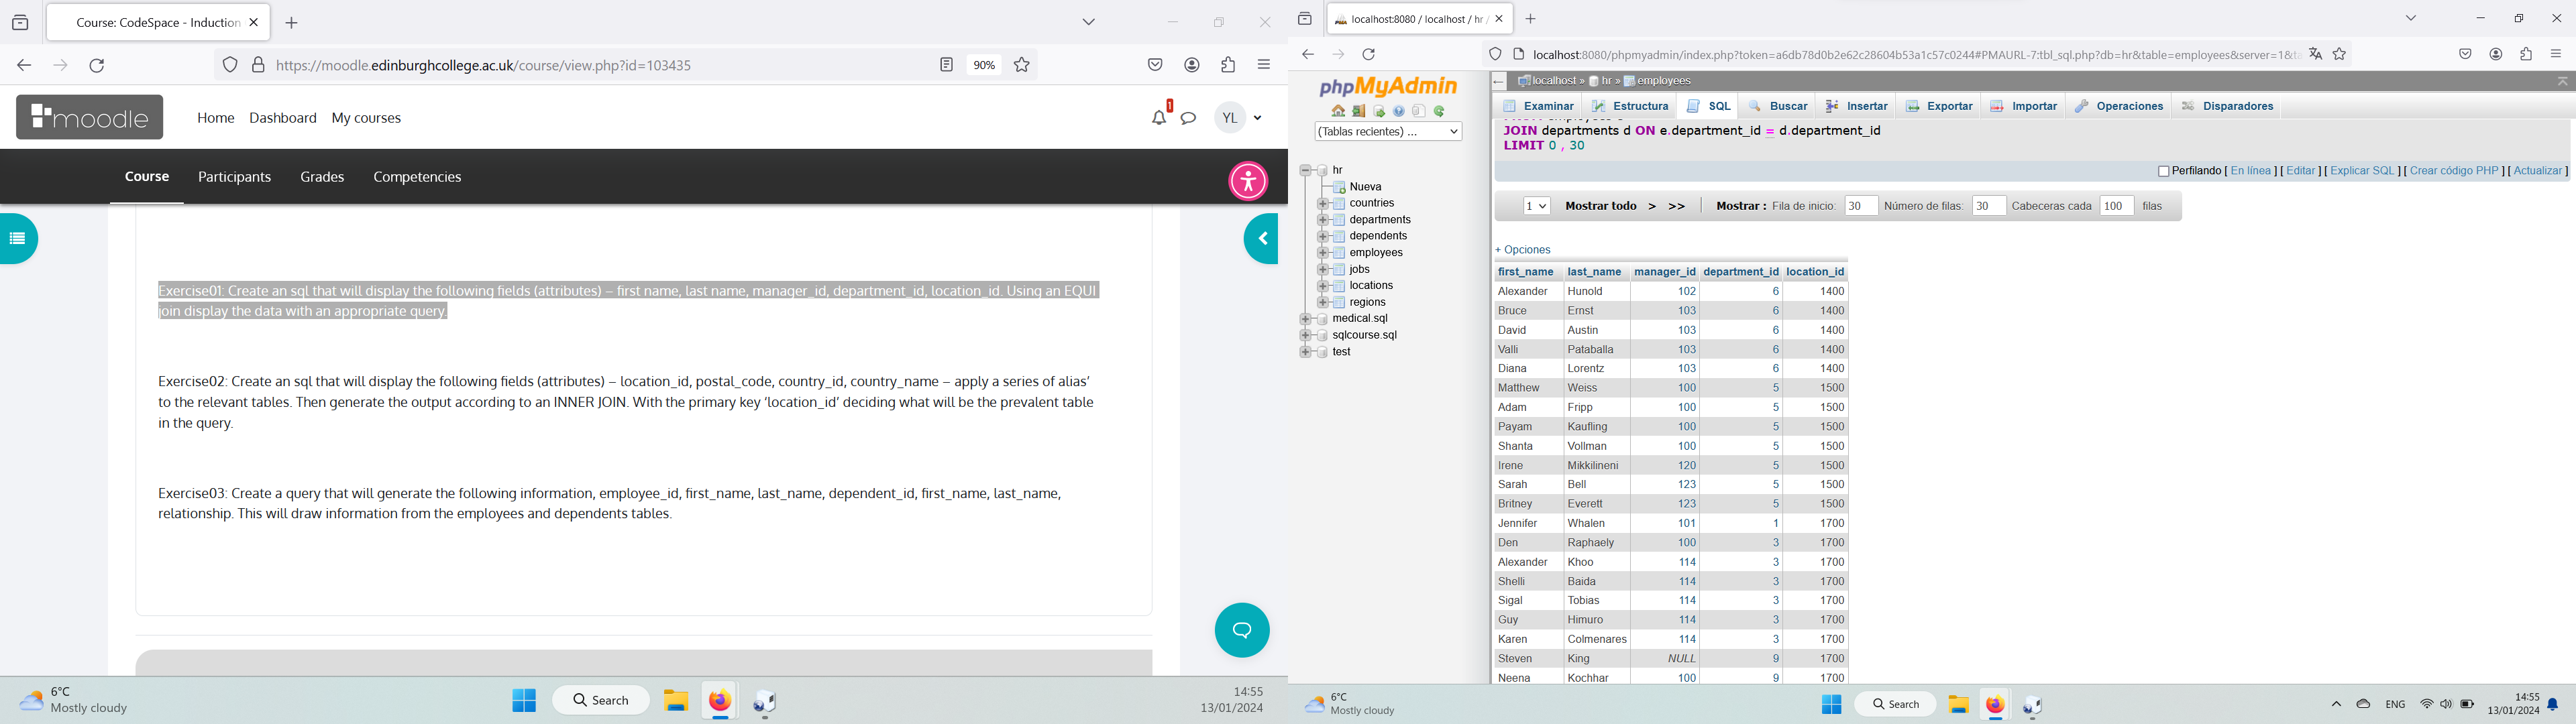 Course: CodeSpace - Induction
https://moodle.edinburghcollege.ac.uk/course/view.php?id=103435
90%
moodle
Home Dashboard My courses
1
YL
Course Participants Grades Competencies
Exercise01: Create an sql that will display the following fields (attributes) – first name, last name, manager_id, department_id, location_id. Using an EQUI
join display the data with an appropriate query.
Exercise02: Create an sql that will display the following fields (attributes) – location_id, postal_code, country_id, country_name – apply a series of alias’
to the relevant tables. Then generate the output according to an INNER JOIN. With the primary key ‘location_id’ deciding what will be the prevalent table
in the query.
Exercise03: Create a query that will generate the following information, employee_id, first_name, last_name, dependent_id, first_name, last_name,
relationship. This will draw information from the employees and dependents tables.
6°C
Mostly cloudy
Search
14:55
13/01/2024
localhost:8080 / localhost / hr /
localhost:8080/phpmyadmin/index.php?token=a6db78d0b2e62c28604b53a1c57c0244#PMAURL-7:tbl_sql.php?db=hr&table=employees&server=1&ta
phpMyAdmin
(Tablas recientes) ...
hr
Nueva
countries
departments
dependents
employees
jobs
locations
regions
medical.sql
sqlcourse.sql
test
localhost » hr » employees
Examinar Estructura SQL Buscar Insertar Exportar Importar Operaciones Disparadores
JOIN departments d ON e.department_id = d.department_id
LIMIT 0 , 30
Perfilando [ En línea ] [ Editar ] [ Explicar SQL ] [ Crear código PHP ] [ Actualizar ]
1 Mostrar todo > >> Mostrar : Fila de inicio: 30 Número de filas: 30 Cabeceras cada 100 filas
+ Opciones
first_name last_name manager_id department_id location_id
Alexander Hunold 102 6 1400
Bruce Ernst 103 6 1400
David Austin 103 6 1400
Valli Pataballa 103 6 1400
Diana Lorentz 103 6 1400
Matthew Weiss 100 5 1500
Adam Fripp 100 5 1500
Payam Kaufling 100 5 1500
Shanta Vollman 100 5 1500
Irene Mikkilineni 120 5 1500
Sarah Bell 123 5 1500
Britney Everett 123 5 1500
Jennifer Whalen 101 1 1700
Den Raphaely 100 3 1700
Alexander Khoo 114 3 1700
Shelli Baida 114 3 1700
Sigal Tobias 114 3 1700
Guy Himuro 114 3 1700
Karen Colmenares 114 3 1700
Steven King NULL 9 1700
Neena Kochhar 100 9 1700
6°C
Mostly cloudy
Search
ENG
14:55
13/01/2024